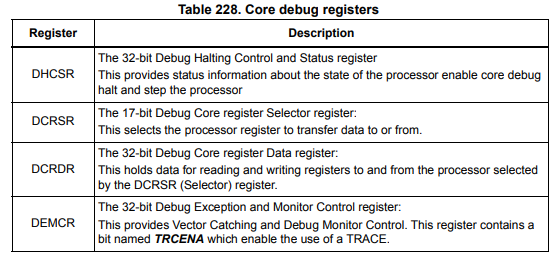 Table 228. Core debug registers
Register Description
DHCSR
The 32-bit Debug Halting Control and Status register
This provides status information about the state of the processor enable core debug
halt and step the processor
DCRSR
The 17-bit Debug Core register Selector register:
This selects the processor register to transfer data to or from.
DCRDR
The 32-bit Debug Core register Data register:
This holds data for reading and writing registers to and from the processor selected
by the DCRSR (Selector) register.
DEMCR
The 32-bit Debug Exception and Monitor Control register:
This provides Vector Catching and Debug Monitor Control. This register contains a
bit named TRCENA which enable the use of a TRACE.